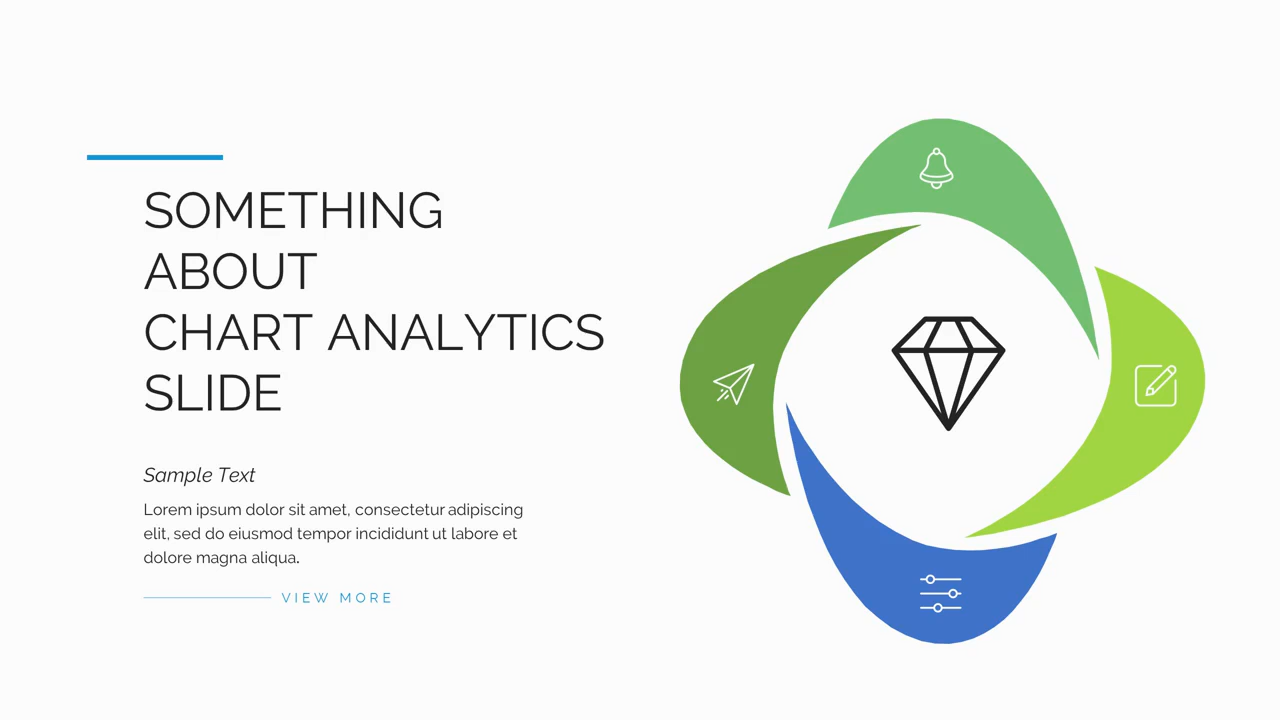 SOMETHING
ABOUT
CHART ANALYTICS
SLIDE
Sample Text
Lorem ipsum dolor sit amet, consectetur adipiscing
elit, sed do eiusmod tempor incididunt ut labore et
dolore magna aliqua.
VIEW MORE